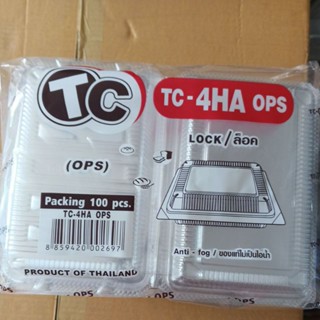 TC
TC-4HA OPS
LOCK/ล็อค
(OPS)
Packing 100 pcs.
TC-4HA OPS
8 859420 002697
Anti - fog / ของแท้ไม่เป็นไอน้ำ
PRODUCT OF THAILAND